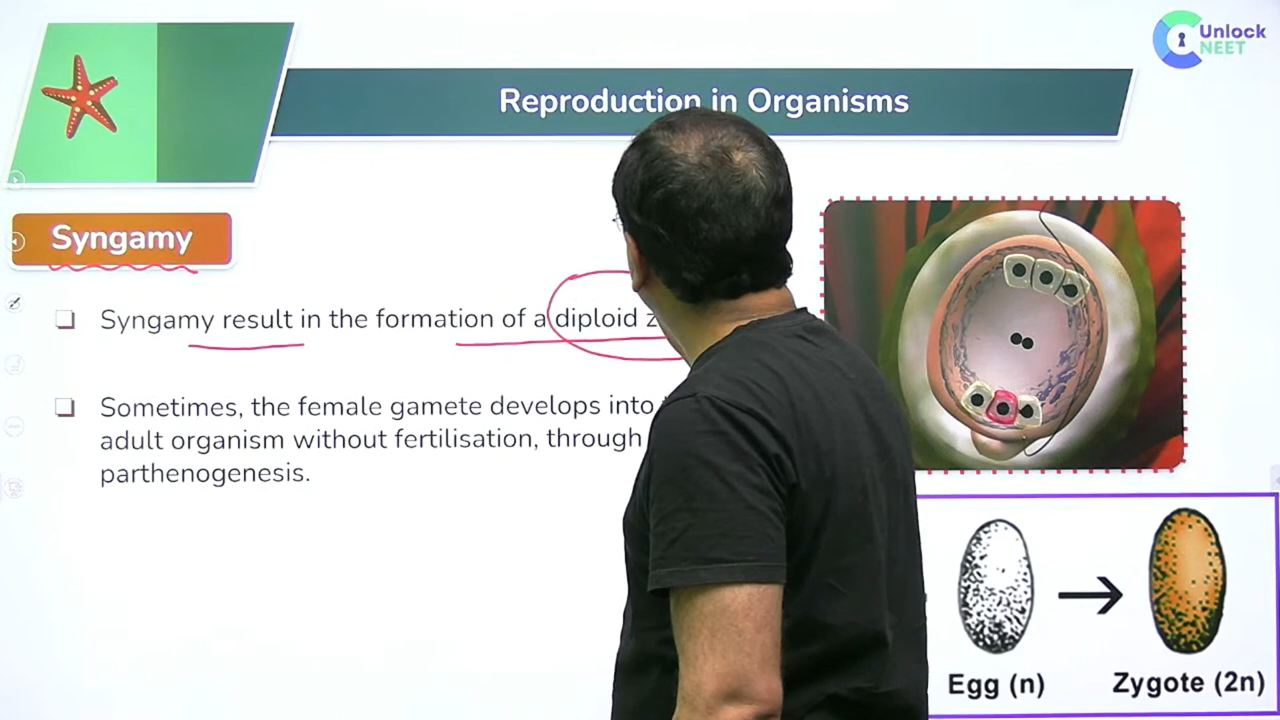 Unlock
NEET
Reproduction in Organisms
Syngamy
Syngamy result in the formation of a diploid
Sometimes, the female gamete develops into
adult organism without fertilisation, through
parthenogenesis.
Egg (n)
Zygote (2n)